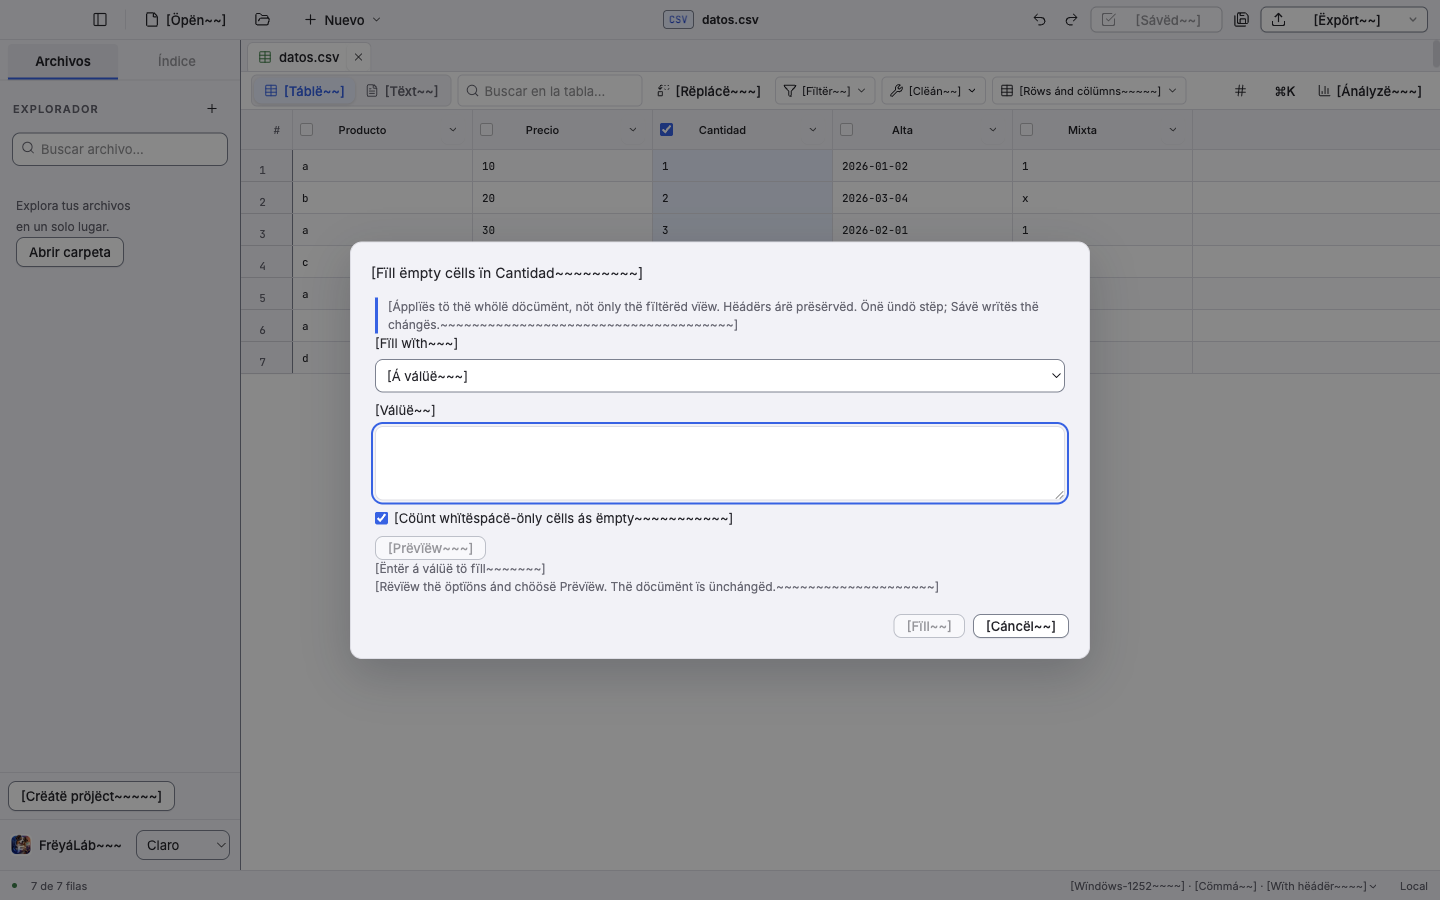 [Öpën~~]
Nuevo
CSV datos.csv
[Sávëd~~]
[Ëxpört~~]
Archivos
Índice
datos.csv
[Táblë~~]
[Tëxt~~]
Buscar en la tabla...
[Rëplácë~~~]
[Fïltër~~]
[Clëán~~]
[Röws ánd cölümns~~~~~]
⌘K
[Ánályzë~~~]
EXPLORADOR
Buscar archivo...
Explora tus archivos
en un solo lugar.
Abrir carpeta
# Producto Precio Cantidad Alta Mixta
1 a 10 1 2026-01-02 1
2 b 20 2 2026-03-04 x
3 a 30 3 2026-02-01 1
4 c
5 a
6 a
7 d
[Fïll ëmpty cëlls ïn Cantidad~~~~~~~~~]
[Ápplïës tö thë whölë döcümënt, nöt önly thë fïltërëd vïëw. Hëádërs árë prësërvëd. Önë ündö stëp; Sávë wrïtës thë
chángës.~~~~~~~~~~~~~~~~~~~~~~~~~~~~~~~~~~~~~]
[Fïll wïth~~~]
[Á válüë~~~]
[Válüë~~]
[Cöünt whïtëspácë-önly cëlls ás ëmpty~~~~~~~~~~~]
[Prëvïëw~~~]
[Ëntër á válüë tö fïll~~~~~~~]
[Rëvïëw thë öptïöns ánd chöösë Prëvïëw. Thë döcümënt ïs ünchángëd.~~~~~~~~~~~~~~~~~~~~]
[Fïll~~]
[Cáncël~~]
[Crëátë pröjëct~~~~~]
FrëyáLáb~~~
Claro
7 de 7 filas
[Wïndöws-1252~~~~] · [Cömmá~~] · [Wïth hëádër~~~~]
Local